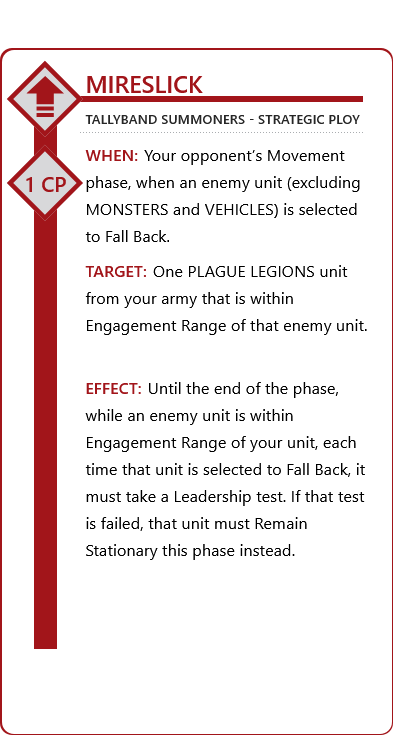 MIRESLICK
TALLYBAND SUMMONERS - STRATEGIC PLOY
1 CP
WHEN: Your opponent’s Movement
phase, when an enemy unit (excluding
MONSTERS and VEHICLES) is selected
to Fall Back.
TARGET: One PLAGUE LEGIONS unit
from your army that is within
Engagement Range of that enemy unit.
EFFECT: Until the end of the phase,
while an enemy unit is within
Engagement Range of your unit, each
time that unit is selected to Fall Back, it
must take a Leadership test. If that test
is failed, that unit must Remain
Stationary this phase instead.